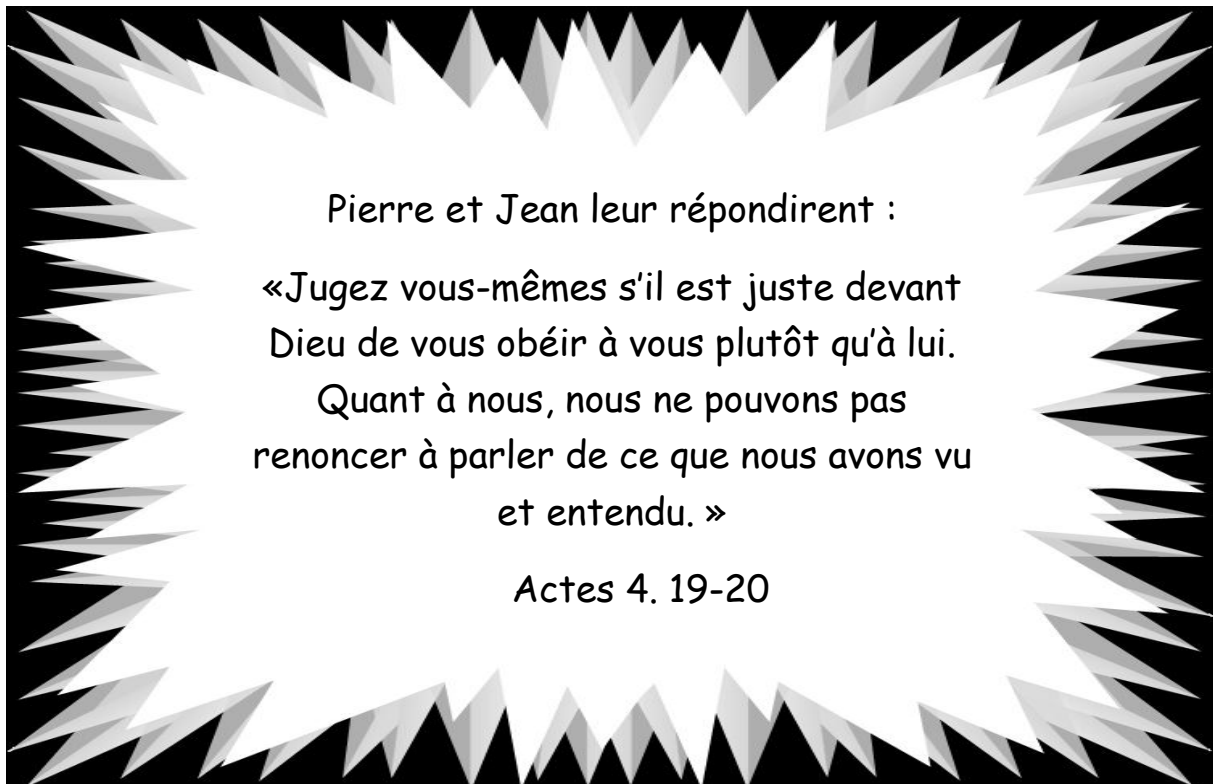 Pierre et Jean leur répondirent :
«Jugez vous-mêmes s'il est juste devant
Dieu de vous obéir à vous plutôt qu'à lui.
Quant à nous, nous ne pouvons pas
renoncer à parler de ce que nous avons vu
et entendu. »
Actes 4. 19-20